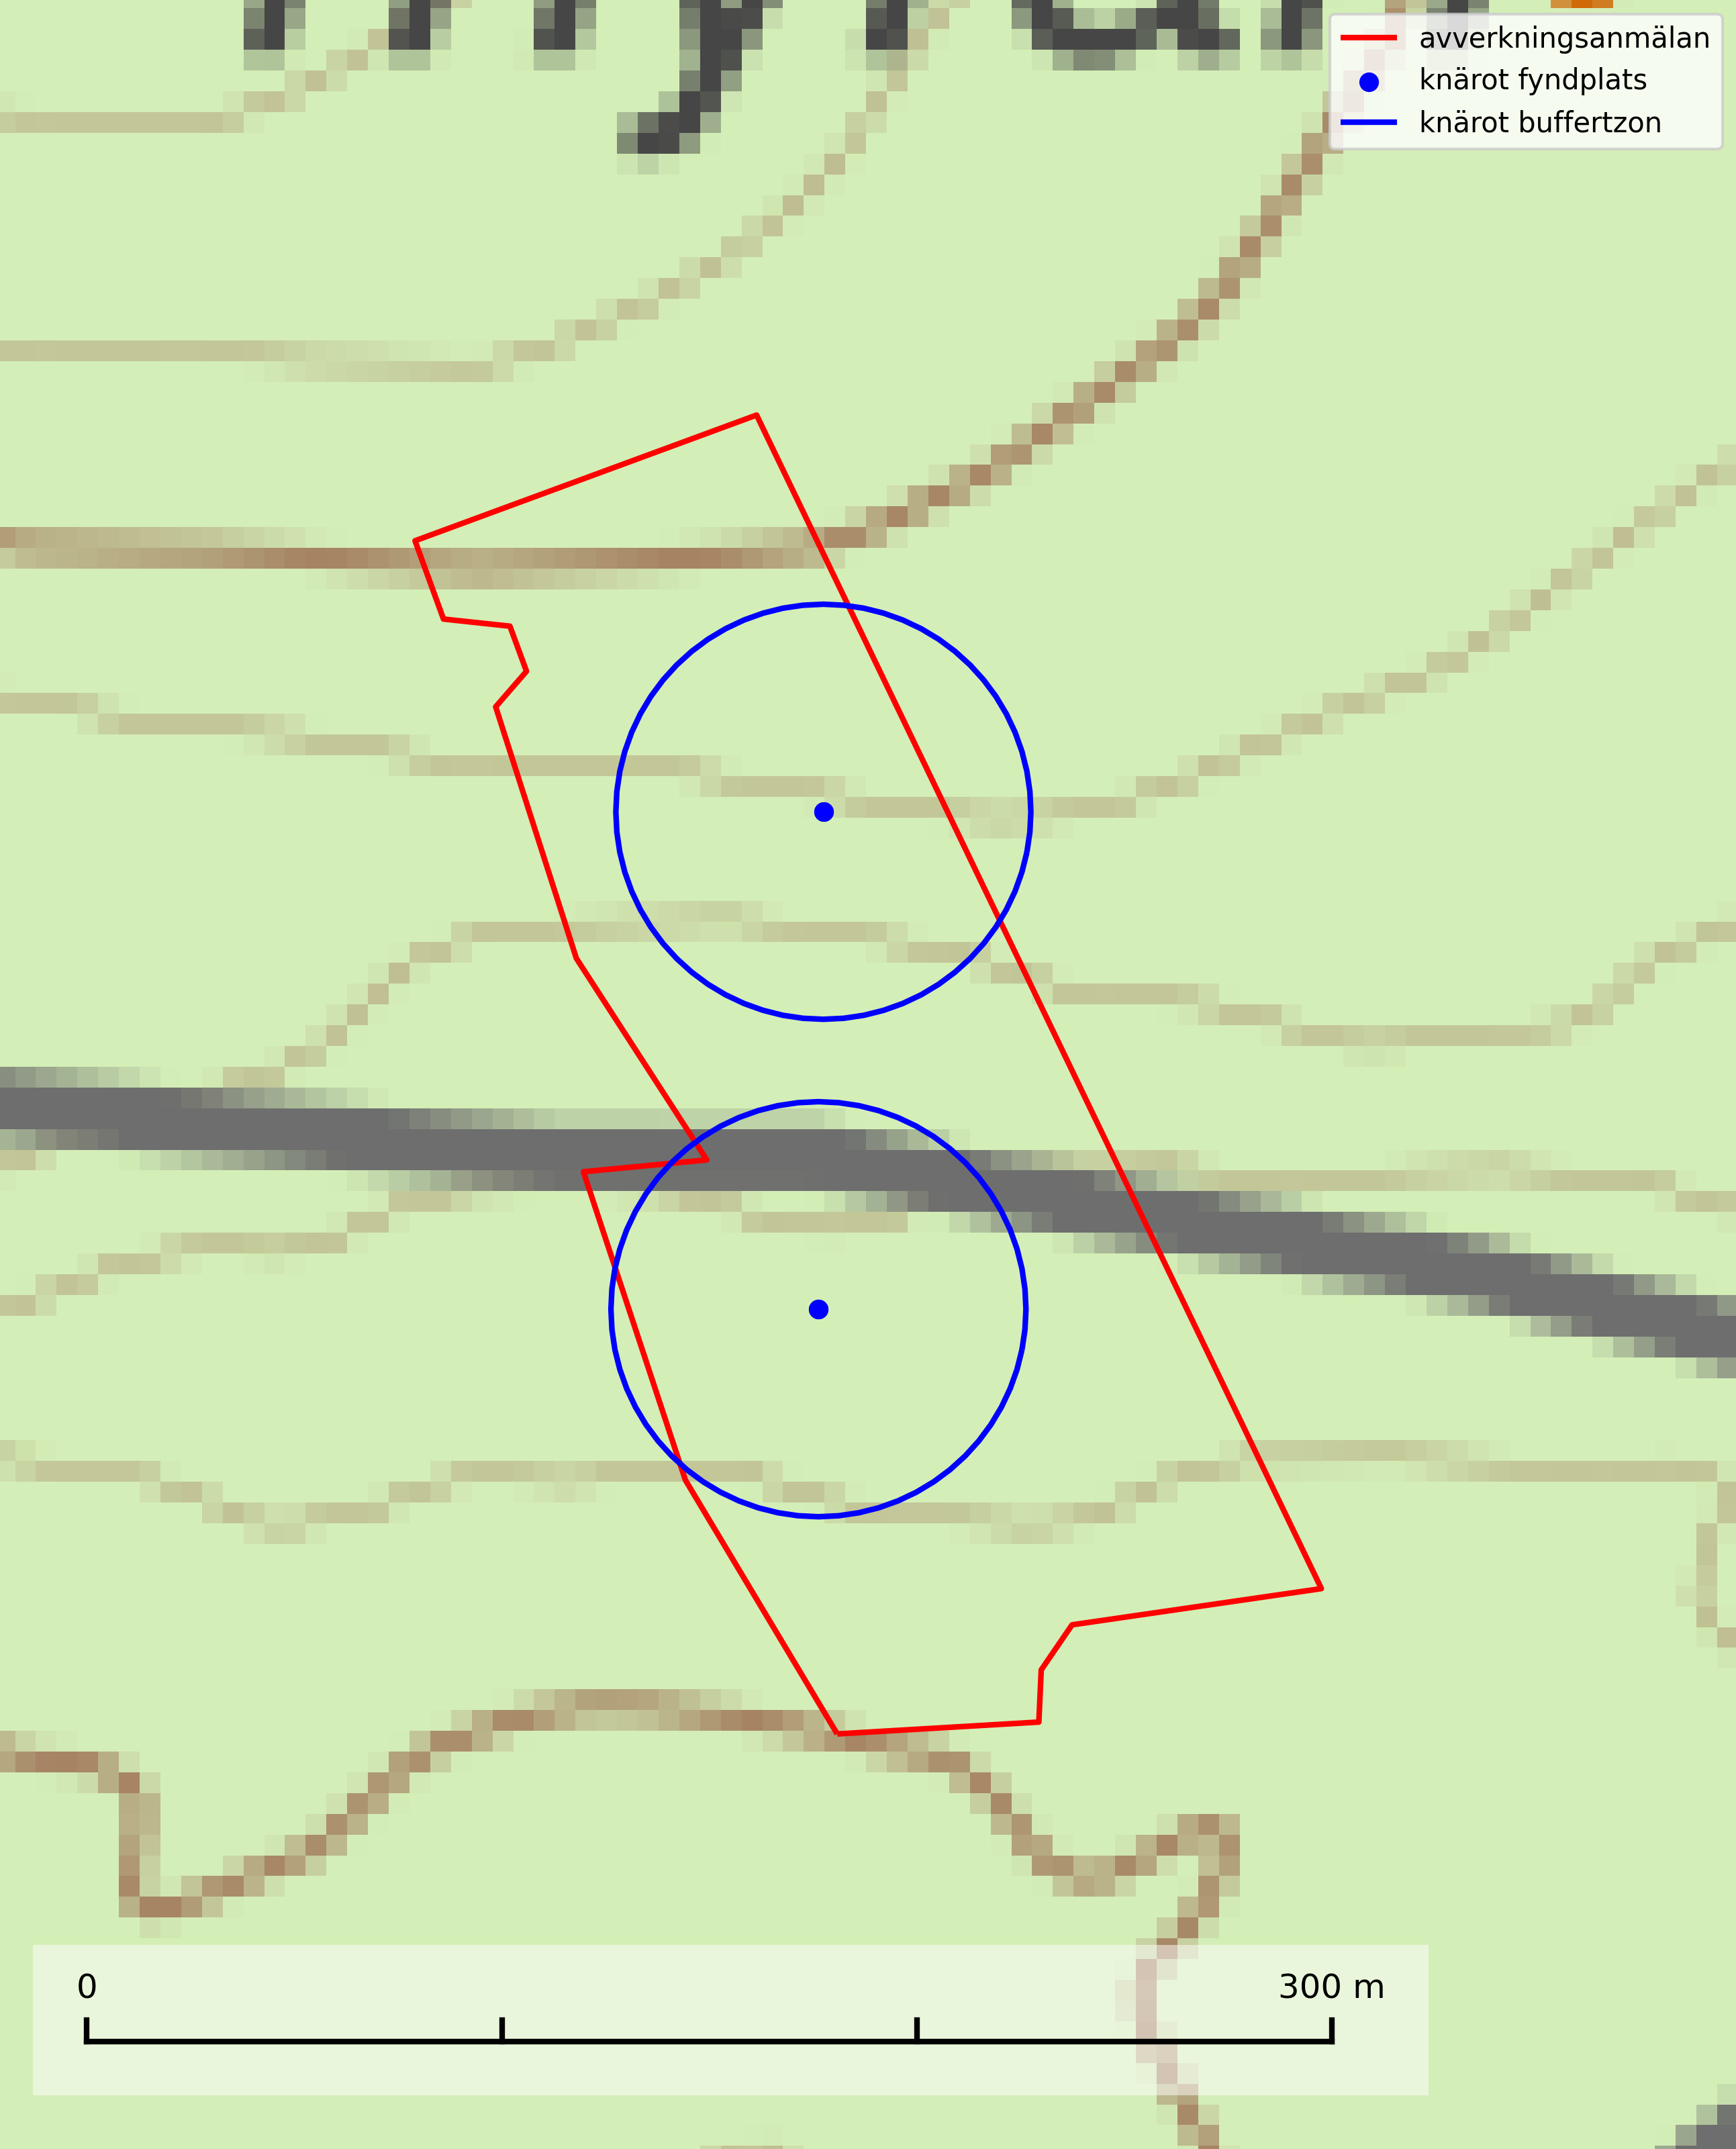 avverkningsanmälan
knärot fyndplats
knärot buffertzon
0 300 m